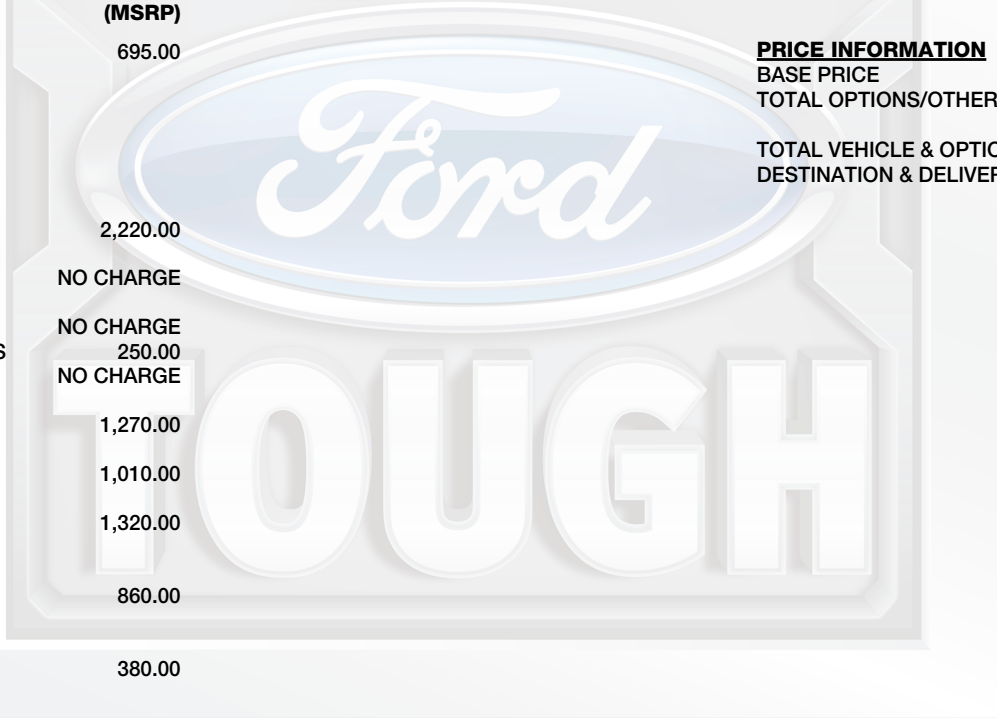 (MSRP)
695.00
2,220.00
NO CHARGE
NO CHARGE
S 250.00
NO CHARGE
1,270.00
1,010.00
1,320.00
860.00
380.00
PRICE INFORMATION
BASE PRICE
TOTAL OPTIONS/OTHER
TOTAL VEHICLE & OPTIO
DESTINATION & DELIVER
Ford
TOUGH